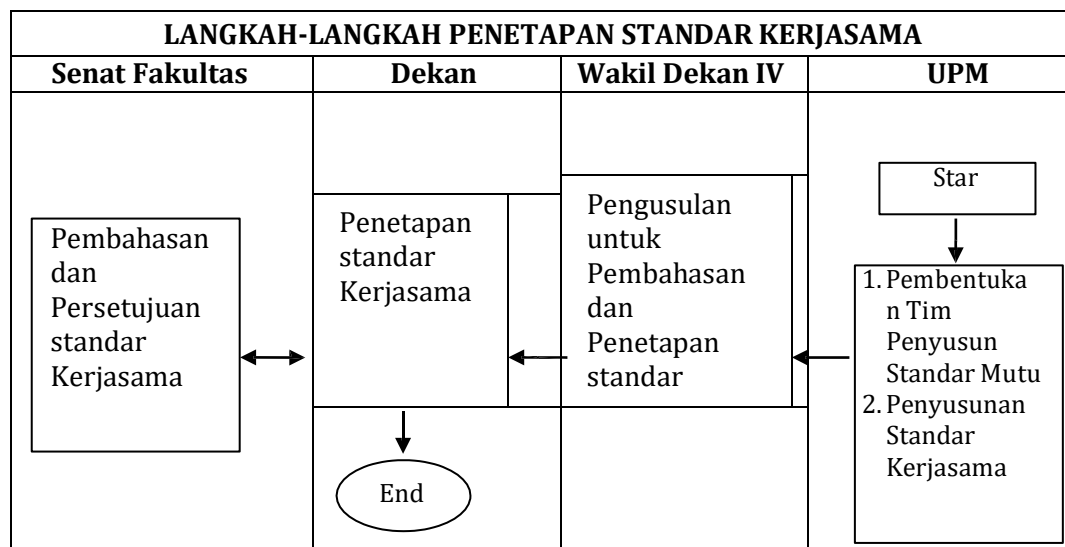 LANGKAH-LANGKAH PENETAPAN STANDAR KERJASAMA
Senat Fakultas
Dekan
Wakil Dekan IV
UPM
Pembahasan
dan
Persetujuan
standar
Kerjasama
Penetapan
standar
Kerjasama
End
Pengusulan
untuk
Pembahasan
dan
Penetapan
standar
Star
1. Pembentuka
n Tim
Penyusun
Standar Mutu
2. Penyusunan
Standar
Kerjasama